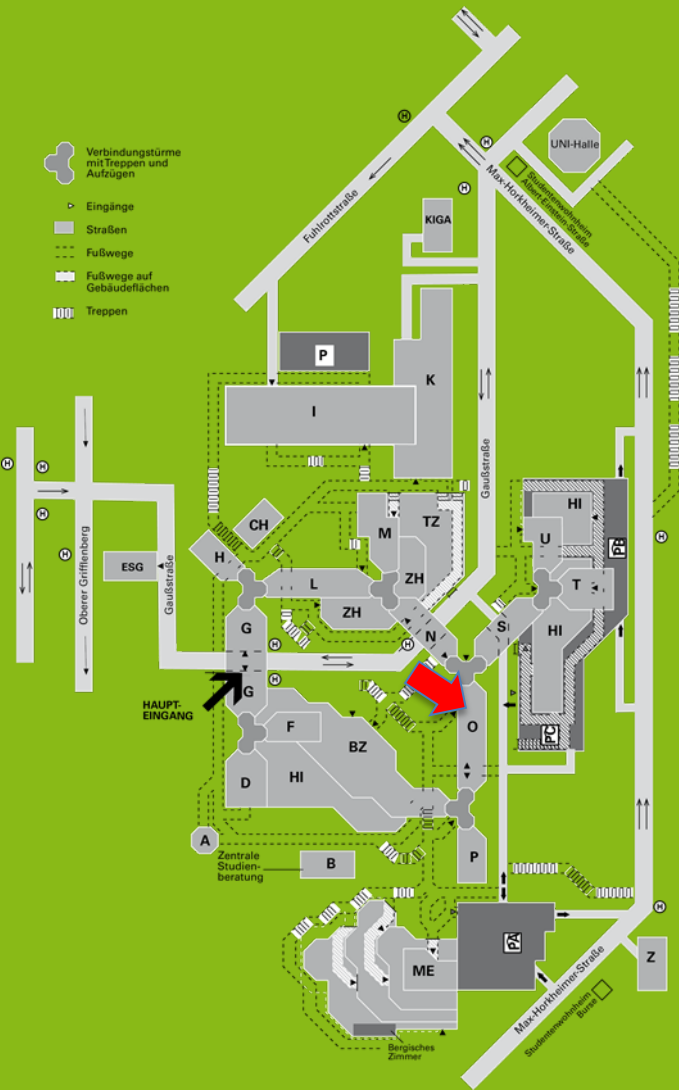 H
H
UNI-Halle
Verbindungstürme
mit Treppen und
Aufzügen
Studentenwohnheim
Albert-Einstein-Straße
Max-Horkheimer-Straße
H
Eingänge
Fuhlrottstraße
KIGA
Straßen
Fußwege
Fußwege auf
Gebäudeflächen
Treppen
P
K
I
Gaußstraße
H
H
H
H
H
CH
M
TZ
HI
U
PB
H
ESG
Oberer Grifflenberg
Gaußstraße
L
ZH
ZH
T
G
N
S
HI
H
H
H
G
HAUPT-
EINGANG
O
PC
F
BZ
D
HI
A
Zentrale
Studien-
beratung
B
P
H
PA
ME
Z
Max-Horkheimer-Straße
Studentenwohnheim
Burse
Bergisches
Zimmer